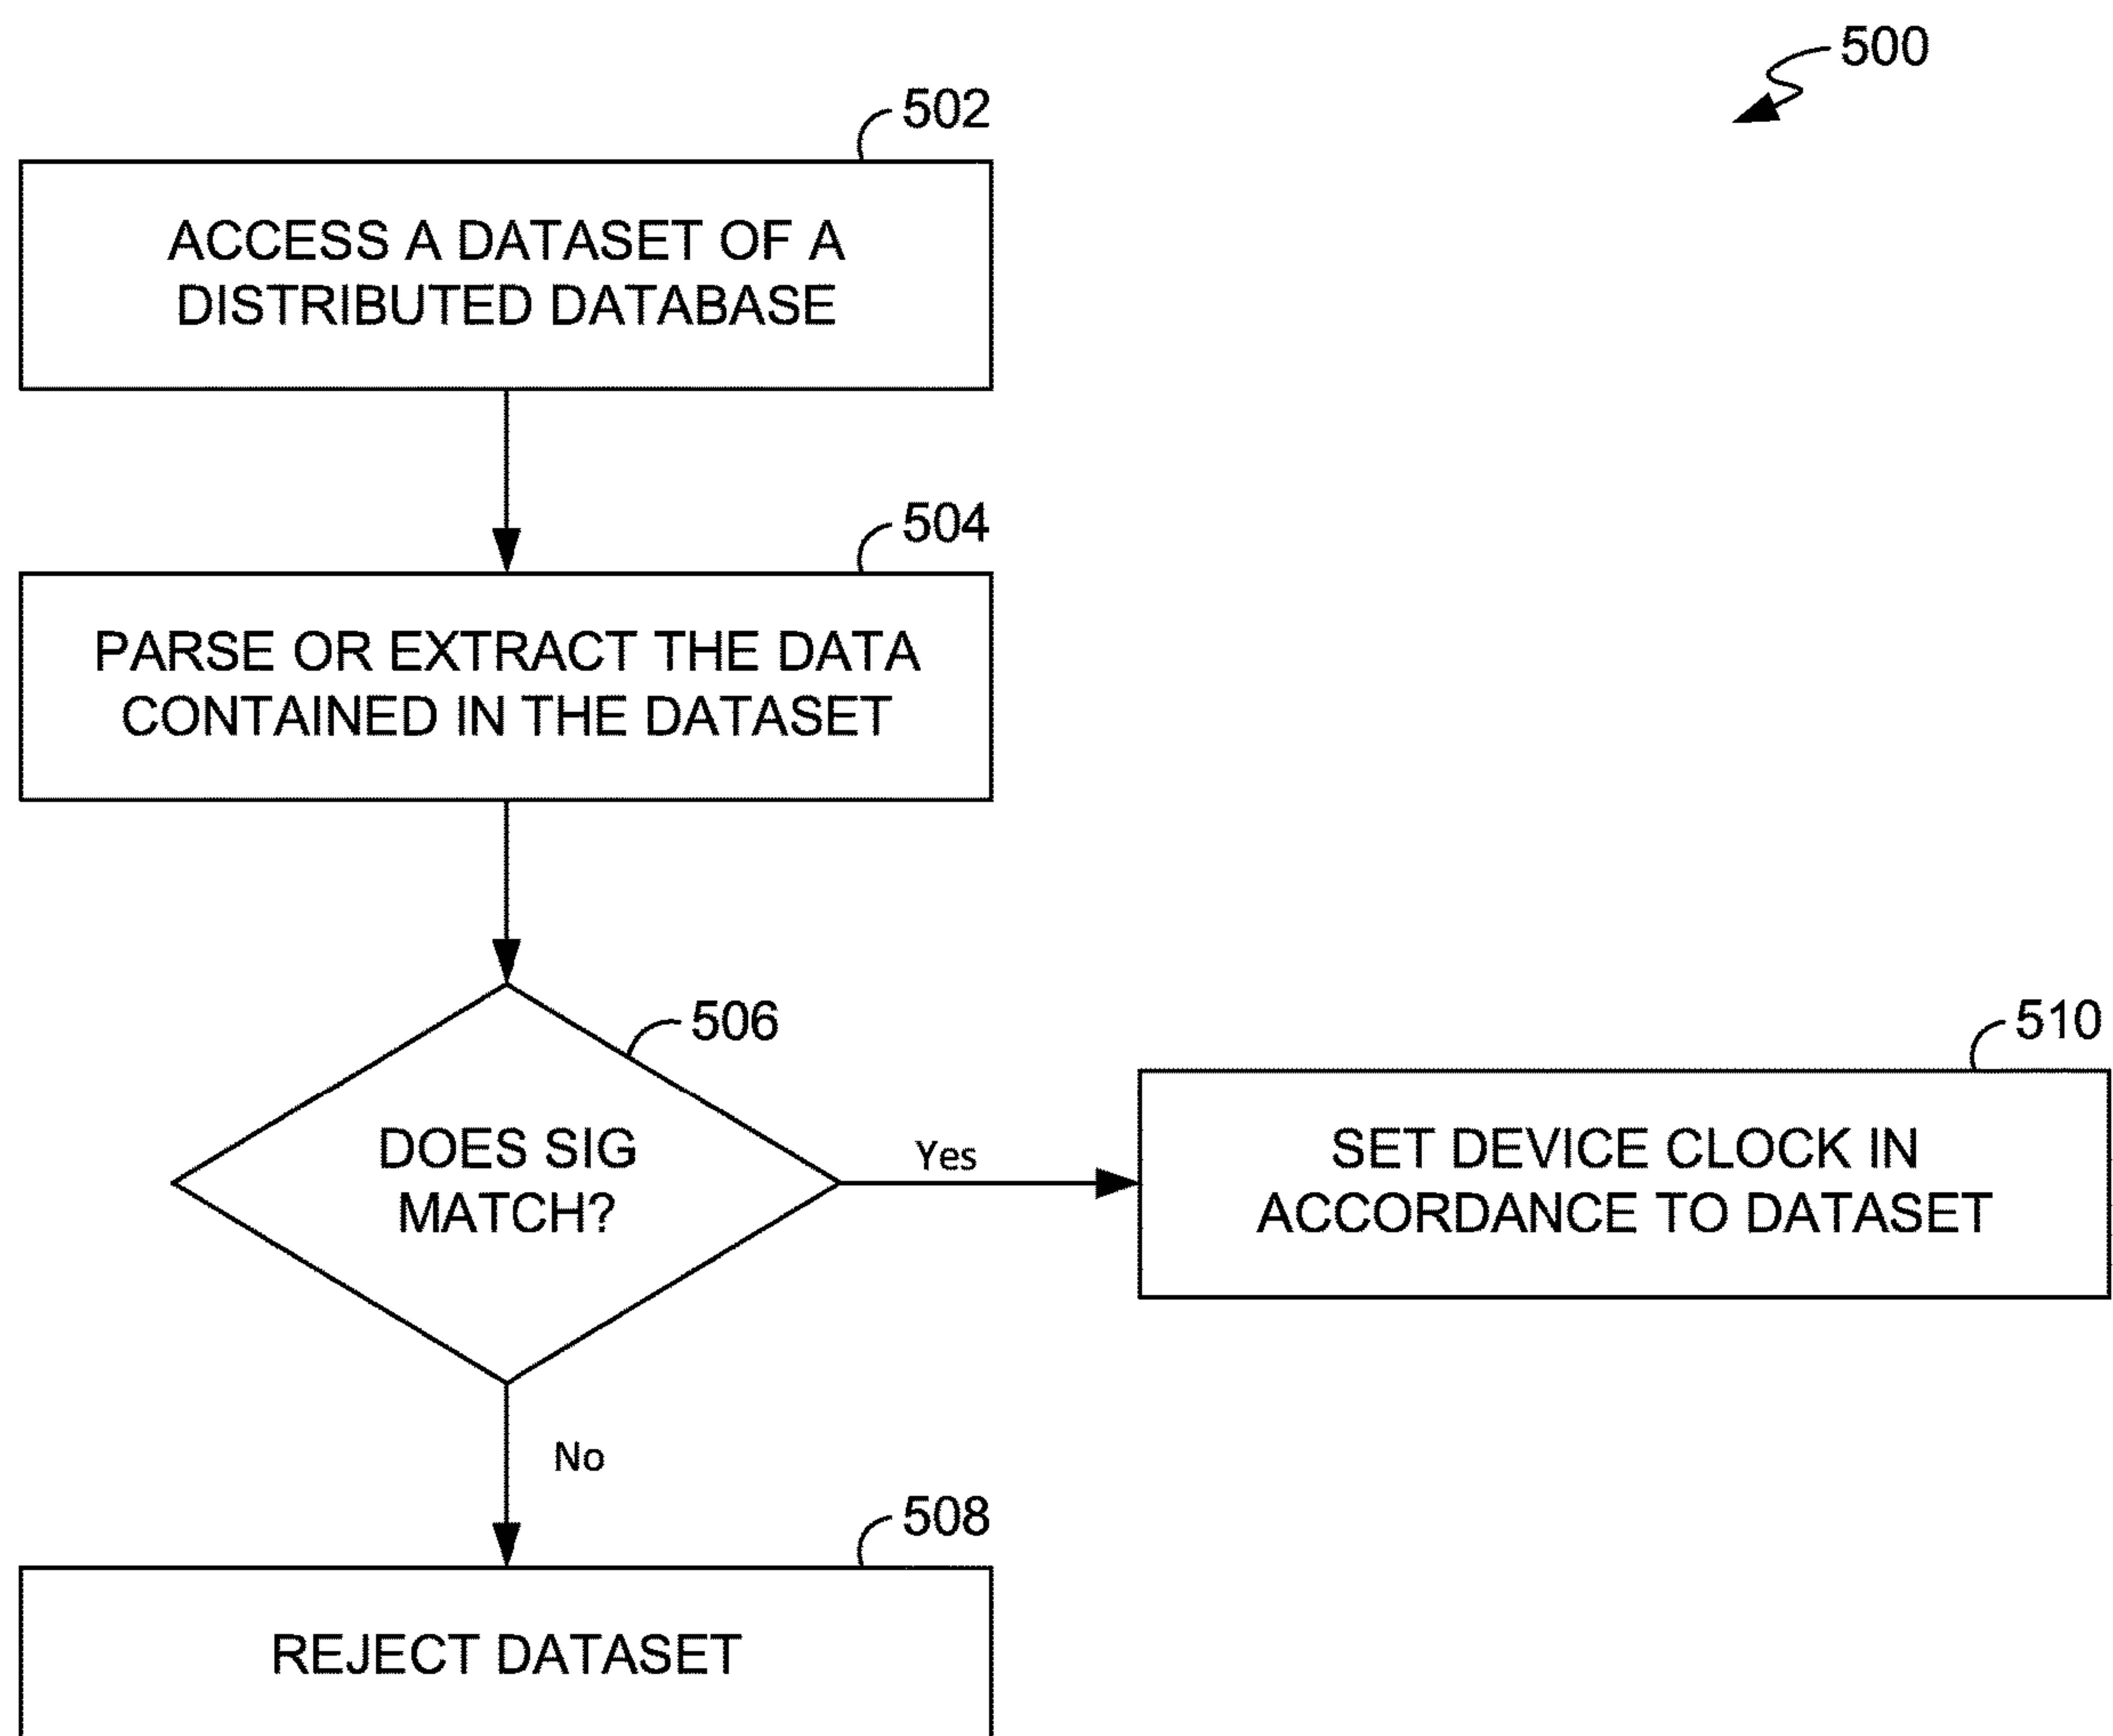 500
502
ACCESS A DATASET OF A
DISTRIBUTED DATABASE
504
PARSE OR EXTRACT THE DATA
CONTAINED IN THE DATASET
506
DOES SIG
MATCH?
Yes
510
SET DEVICE CLOCK IN
ACCORDANCE TO DATASET
No
508
REJECT DATASET